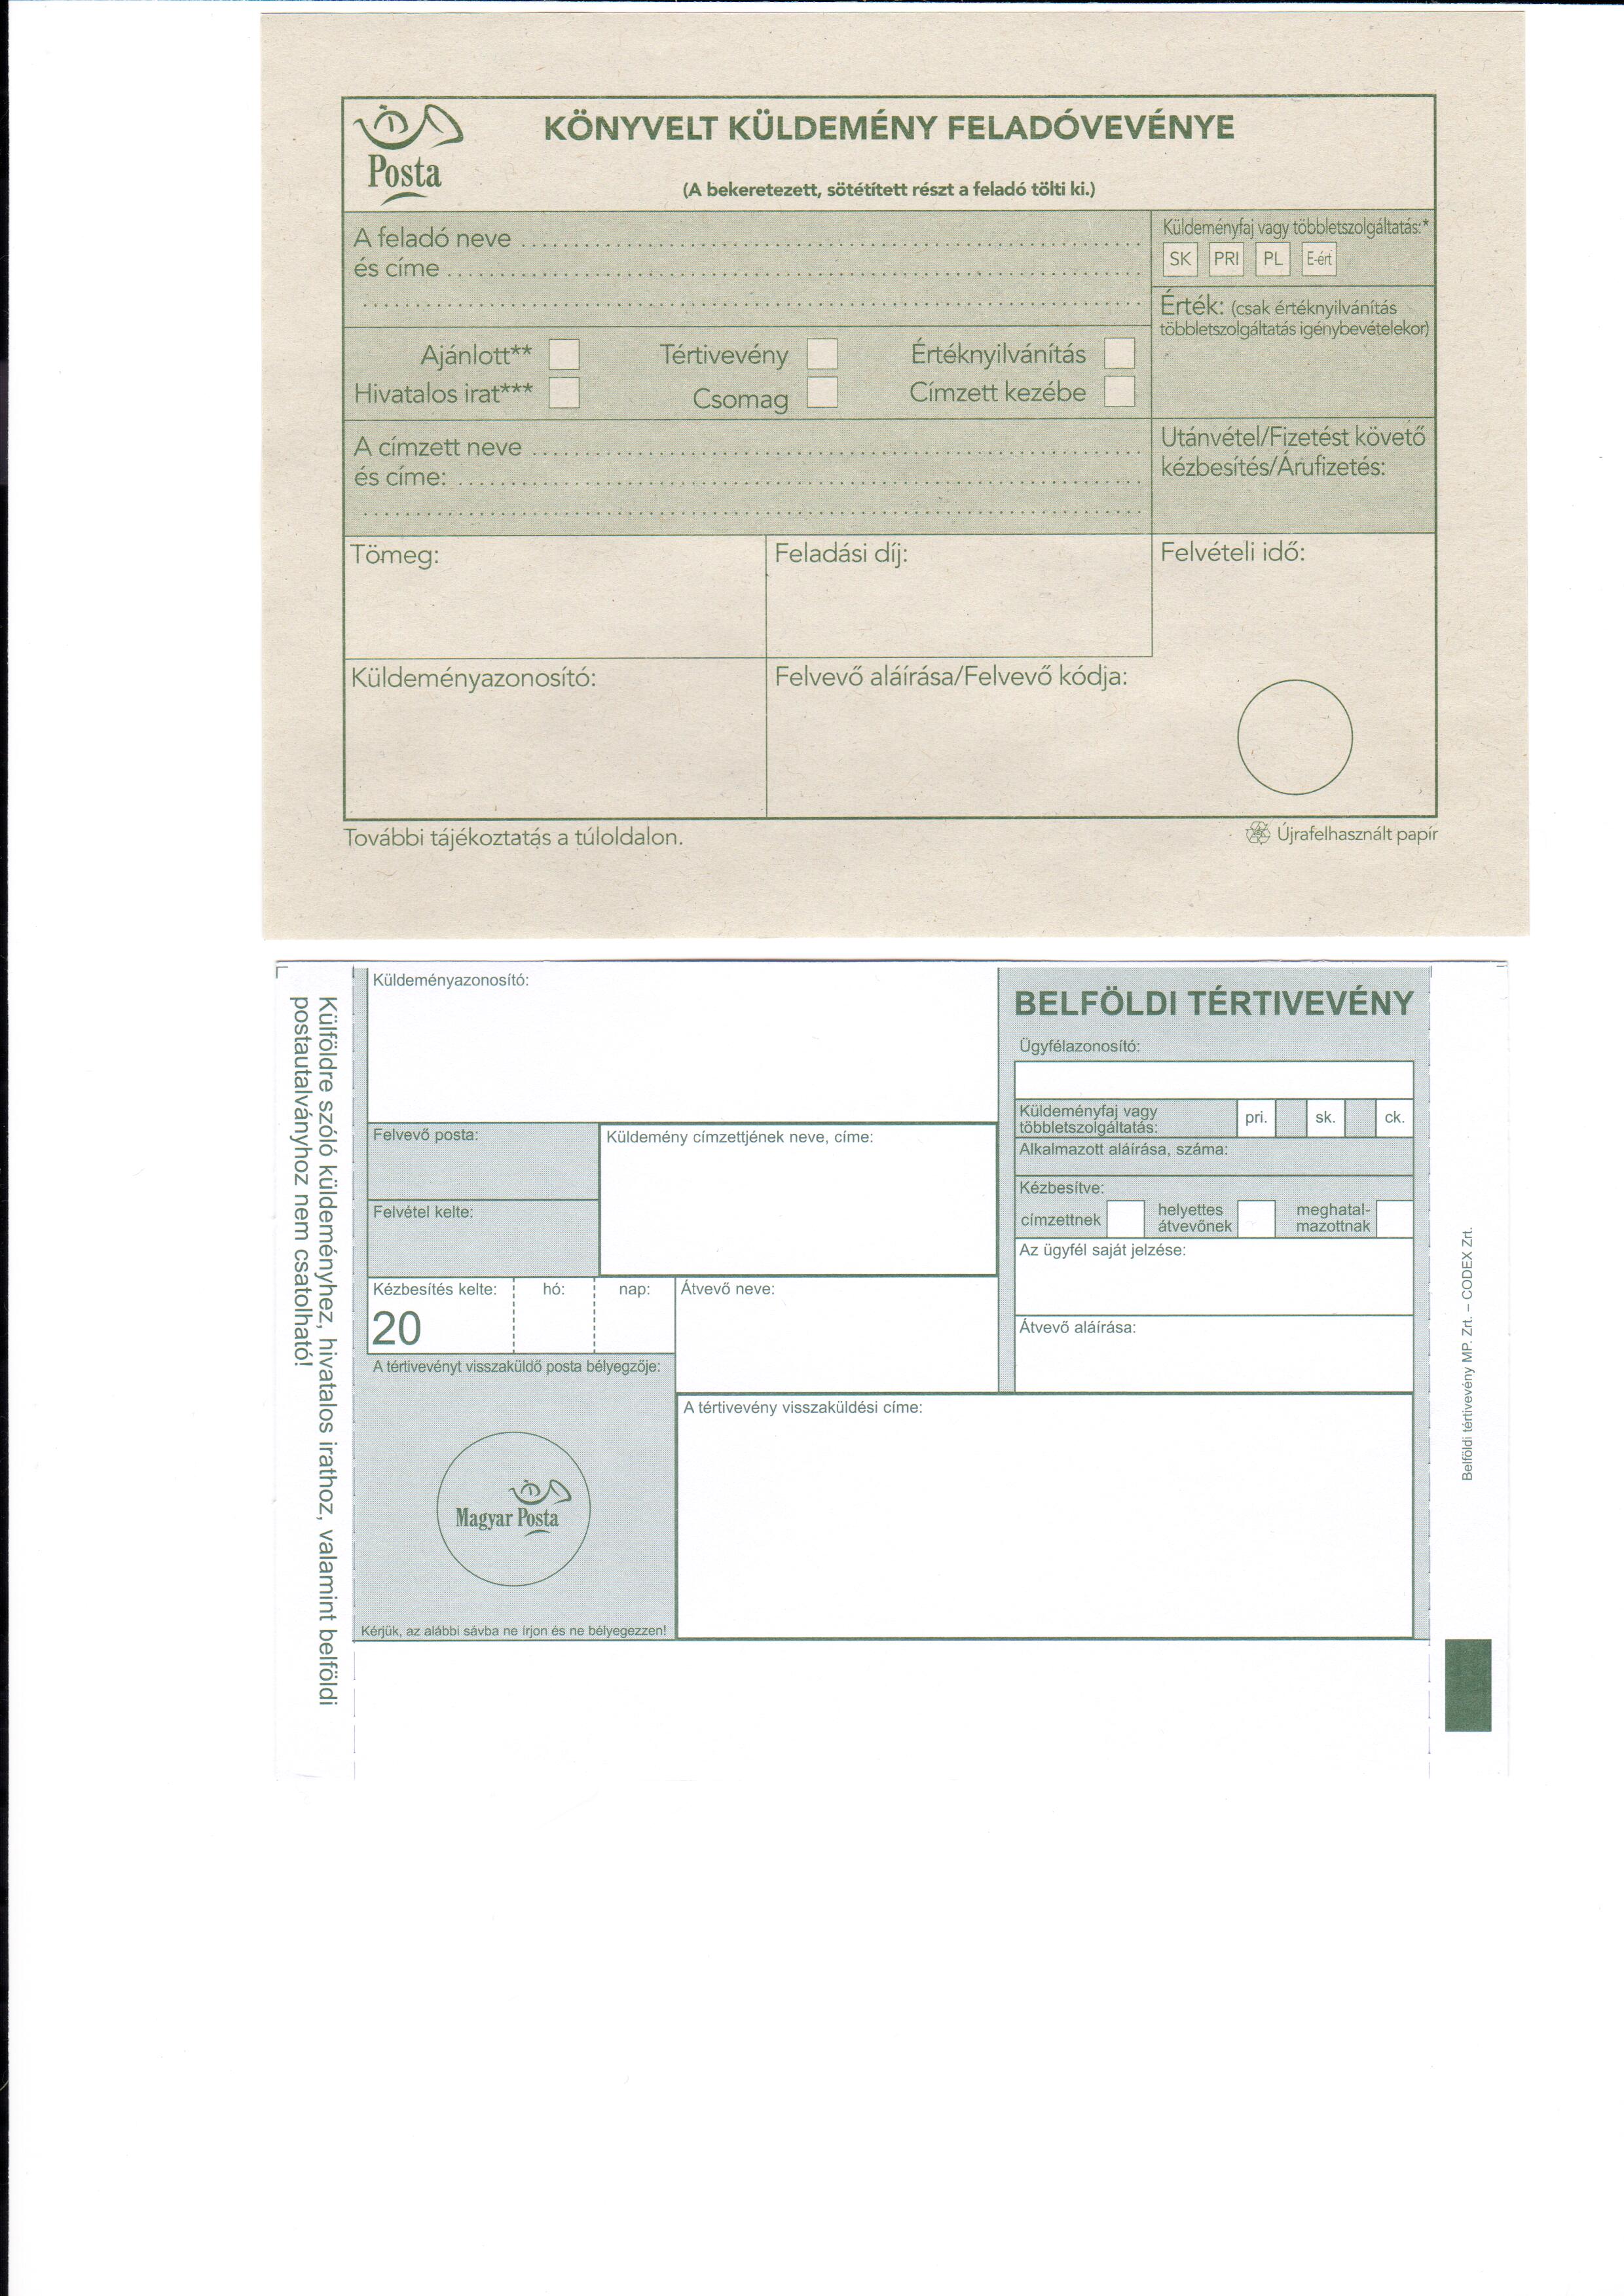 Posta
KÖNYVELT KÜLDEMÉNY FELADÓVEVÉNYE
(A bekeretezett, sötétített részt a feladó tölti ki.)
A feladó neve
és címe
Küldeményfaj vagy többletszolgáltatás:*
SK PRI PL E-ért
Érték: (csak értéknyilvánítás
többletszolgáltatás igénybevételekor)
Ajánlott** Tértivevény Értéknyilvánítás
Hivatalos irat*** Csomag Címzett kezébe
A címzett neve
és címe:
Utánvétel/Fizetést követő
kézbesítés/Árufizetés:
Tömeg:
Feladási díj:
Felvételi idő:
Küldeményazonosító:
Felvevő aláírása/Felvevő kódja:
További tájékoztatás a túloldalon.
Újrafelhasznált papír
Külföldre szóló küldeményhez, hivatalos irathoz, valamint belföldi
postautalványhoz nem csatolható!
Küldeményazonosító:
BELFÖLDI TÉRTIVEVÉNY
Ügyfélazonosító:
Küldeményfaj vagy
többletszolgáltatás:
pri. sk. ck.
Felvevő posta:
Küldemény címzettjének neve, címe:
Alkalmazott aláírása, száma:
Kézbesítve:
címzettnek
helyettes
átvevőnek
meghatal-
mazottnak
Felvétel kelte:
Az ügyfél saját jelzése:
Kézbesítés kelte: hó: nap:
20
Átvevő neve:
Átvevő aláírása:
A tértivevényt visszaküldő posta bélyegzője:
Magyar Posta
A tértivevény visszaküldési címe:
Kérjük, az alábbi sávba ne írjon és ne bélyegezzen!
Belföldi tértivevény MP. Zrt. – CODEX Zrt.